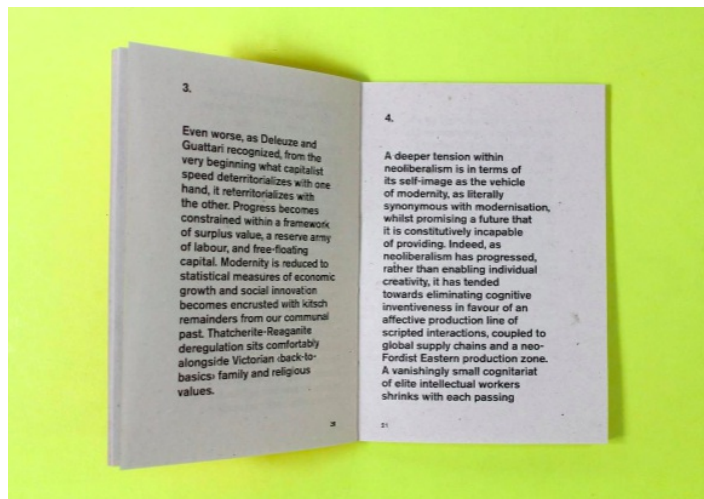 3.
Even worse, as Deleuze and
Guattari recognized, from the
very beginning what capitalist
speed deterritorializes with one
hand, it reterritorializes with
the other. Progress becomes
constrained within a framework
of surplus value, a reserve army
of labour, and free-floating
capital. Modernity is reduced to
statistical measures of economic
growth and social innovation
becomes encrusted with kitsch
remainders from our communal
past. Thatcherite-Reaganite
deregulation sits comfortably
alongside Victorian ‹back-to-
basics› family and religious
values.
4.
A deeper tension within
neoliberalism is in terms of
its self-image as the vehicle
of modernity, as literally
synonymous with modernisation,
whilst promising a future that
it is constitutively incapable
of providing. Indeed, as
neoliberalism has progressed,
rather than enabling individual
creativity, it has tended
towards eliminating cognitive
inventiveness in favour of an
affective production line of
scripted interactions, coupled to
global supply chains and a neo-
Fordist Eastern production zone.
A vanishingly small cognitariat
of elite intellectual workers
shrinks with each passing